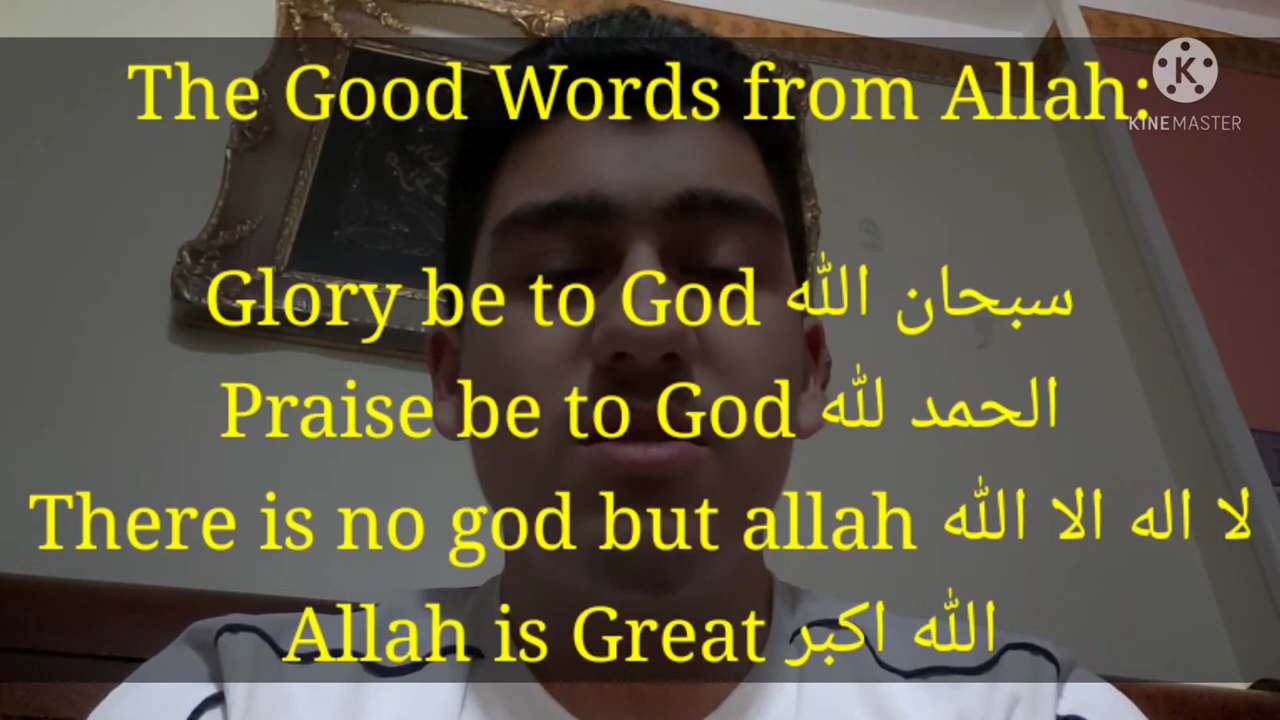 The Good Words from Allah:
K
KINEMASTER
Glory be to God سبحان الله
Praise be to God الحمد لله
There is no god but allah لا اله الا الله
Allah is Great الله اكبر